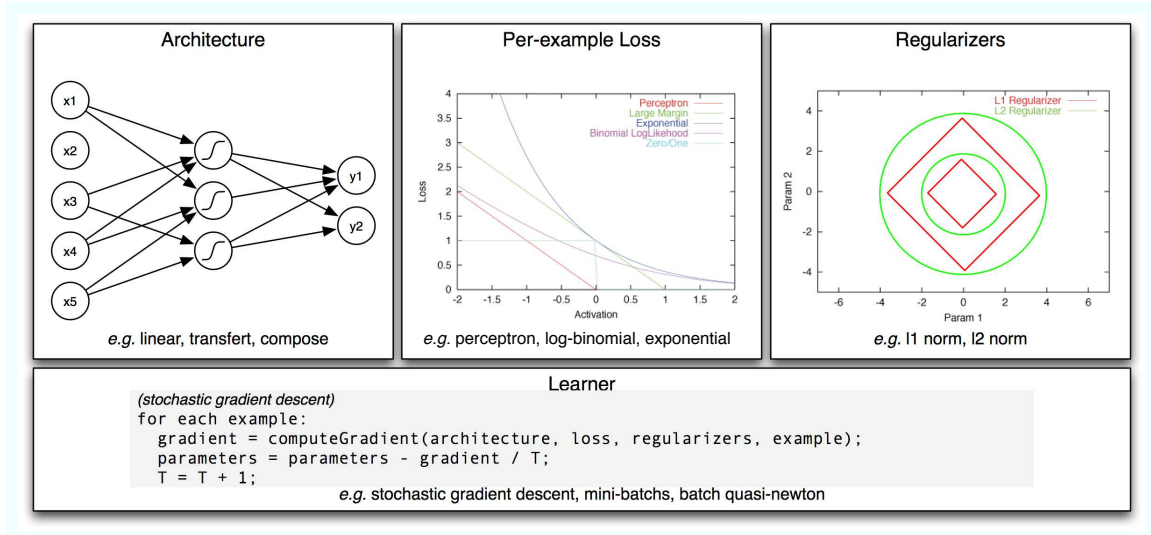 Architecture
x1
x2
x3
x4
x5
y1
y2
e.g. linear, transfert, compose
Per-example Loss
Perceptron
Large Margin
Exponential
Binomial LogLikehood
Zero/One
4
3.5
3
2.5
2
1.5
1
0.5
0
Loss
-2 -1.5 -1 -0.5 0 0.5 1 1.5 2
Activation
e.g. perceptron, log-binomial, exponential
Regularizers
L1 Regularizer
L2 Regularizer
4
2
0
-2
-4
Param 2
-6 -4 -2 0 2 4 6
Param 1
e.g. l1 norm, l2 norm
Learner
(stochastic gradient descent)
for each example:
gradient = computeGradient(architecture, loss, regularizers, example);
parameters = parameters - gradient / T;
T = T + 1;
e.g. stochastic gradient descent, mini-batchs, batch quasi-newton